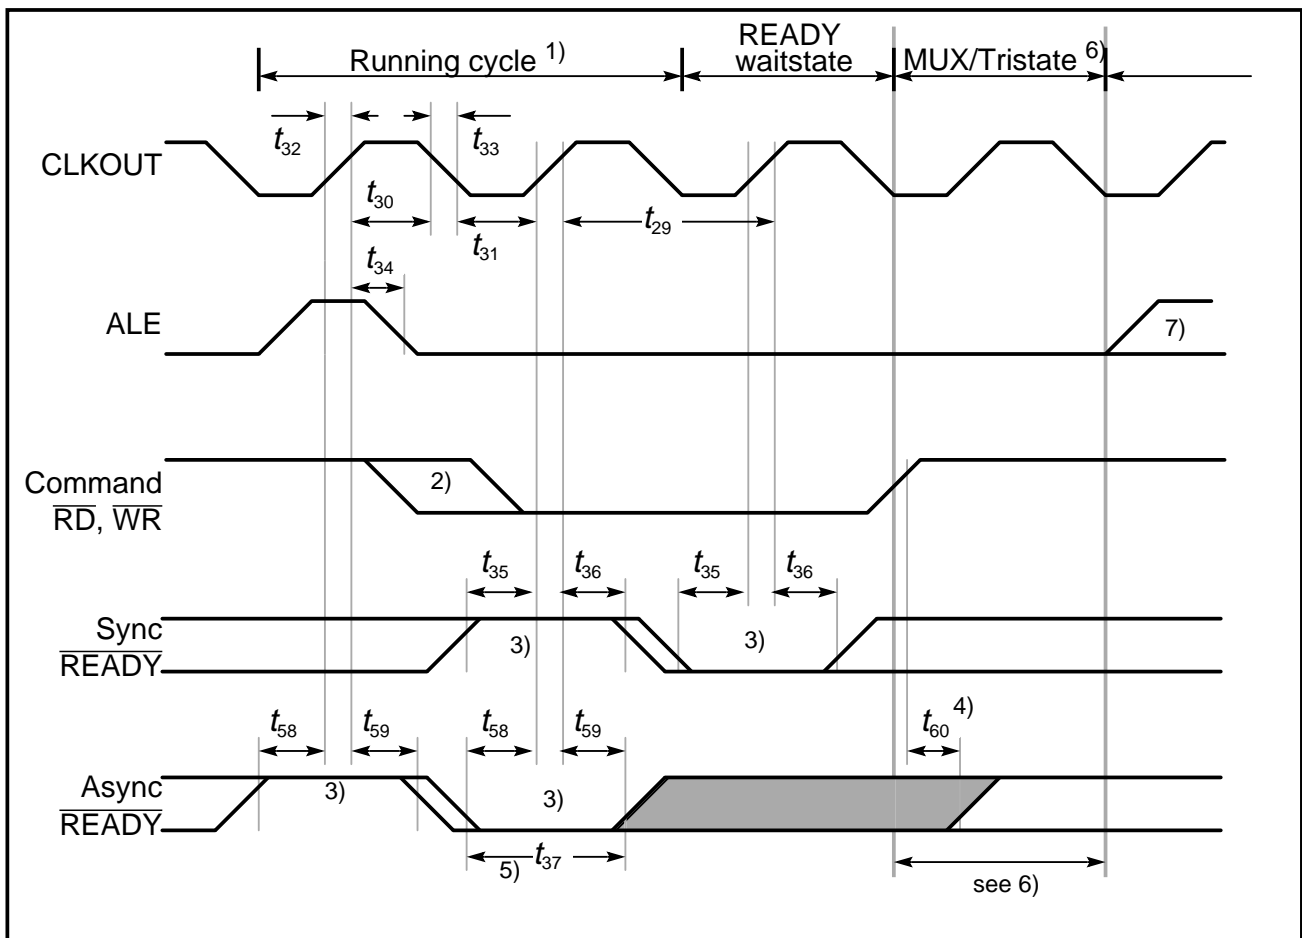 READY
Running cycle 1) waitstate MUX/Tristate 6)
t32 t33
CLKOUT
t30 t29
t31
t34
ALE 7)
Command 2)
RD, WR
t35 t36 t35 t36
Sync 3) 3)
READY
t58 t59 t58 t59 t60 4)
Async 3) 3)
READY
5) t37
see 6)